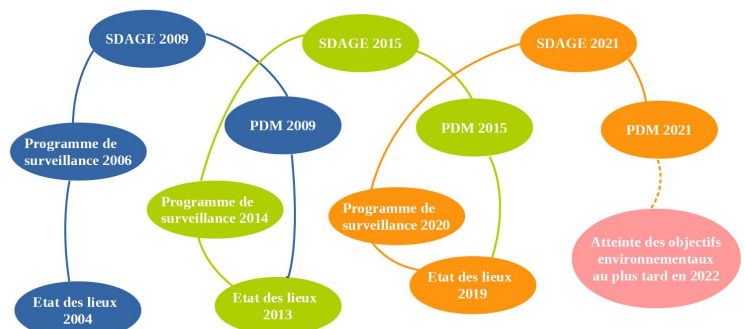 SDAGE 2009
SDAGE 2015
SDAGE 2021
PDM 2009
PDM 2015
PDM 2021
Programme de
surveillance 2006
Programme de
surveillance 2014
Programme de
surveillance 2020
Atteinte des objectifs
environnementaux
au plus tard en 2022
Etat des lieux
2004
Etat des lieux
2013
Etat des lieux
2019